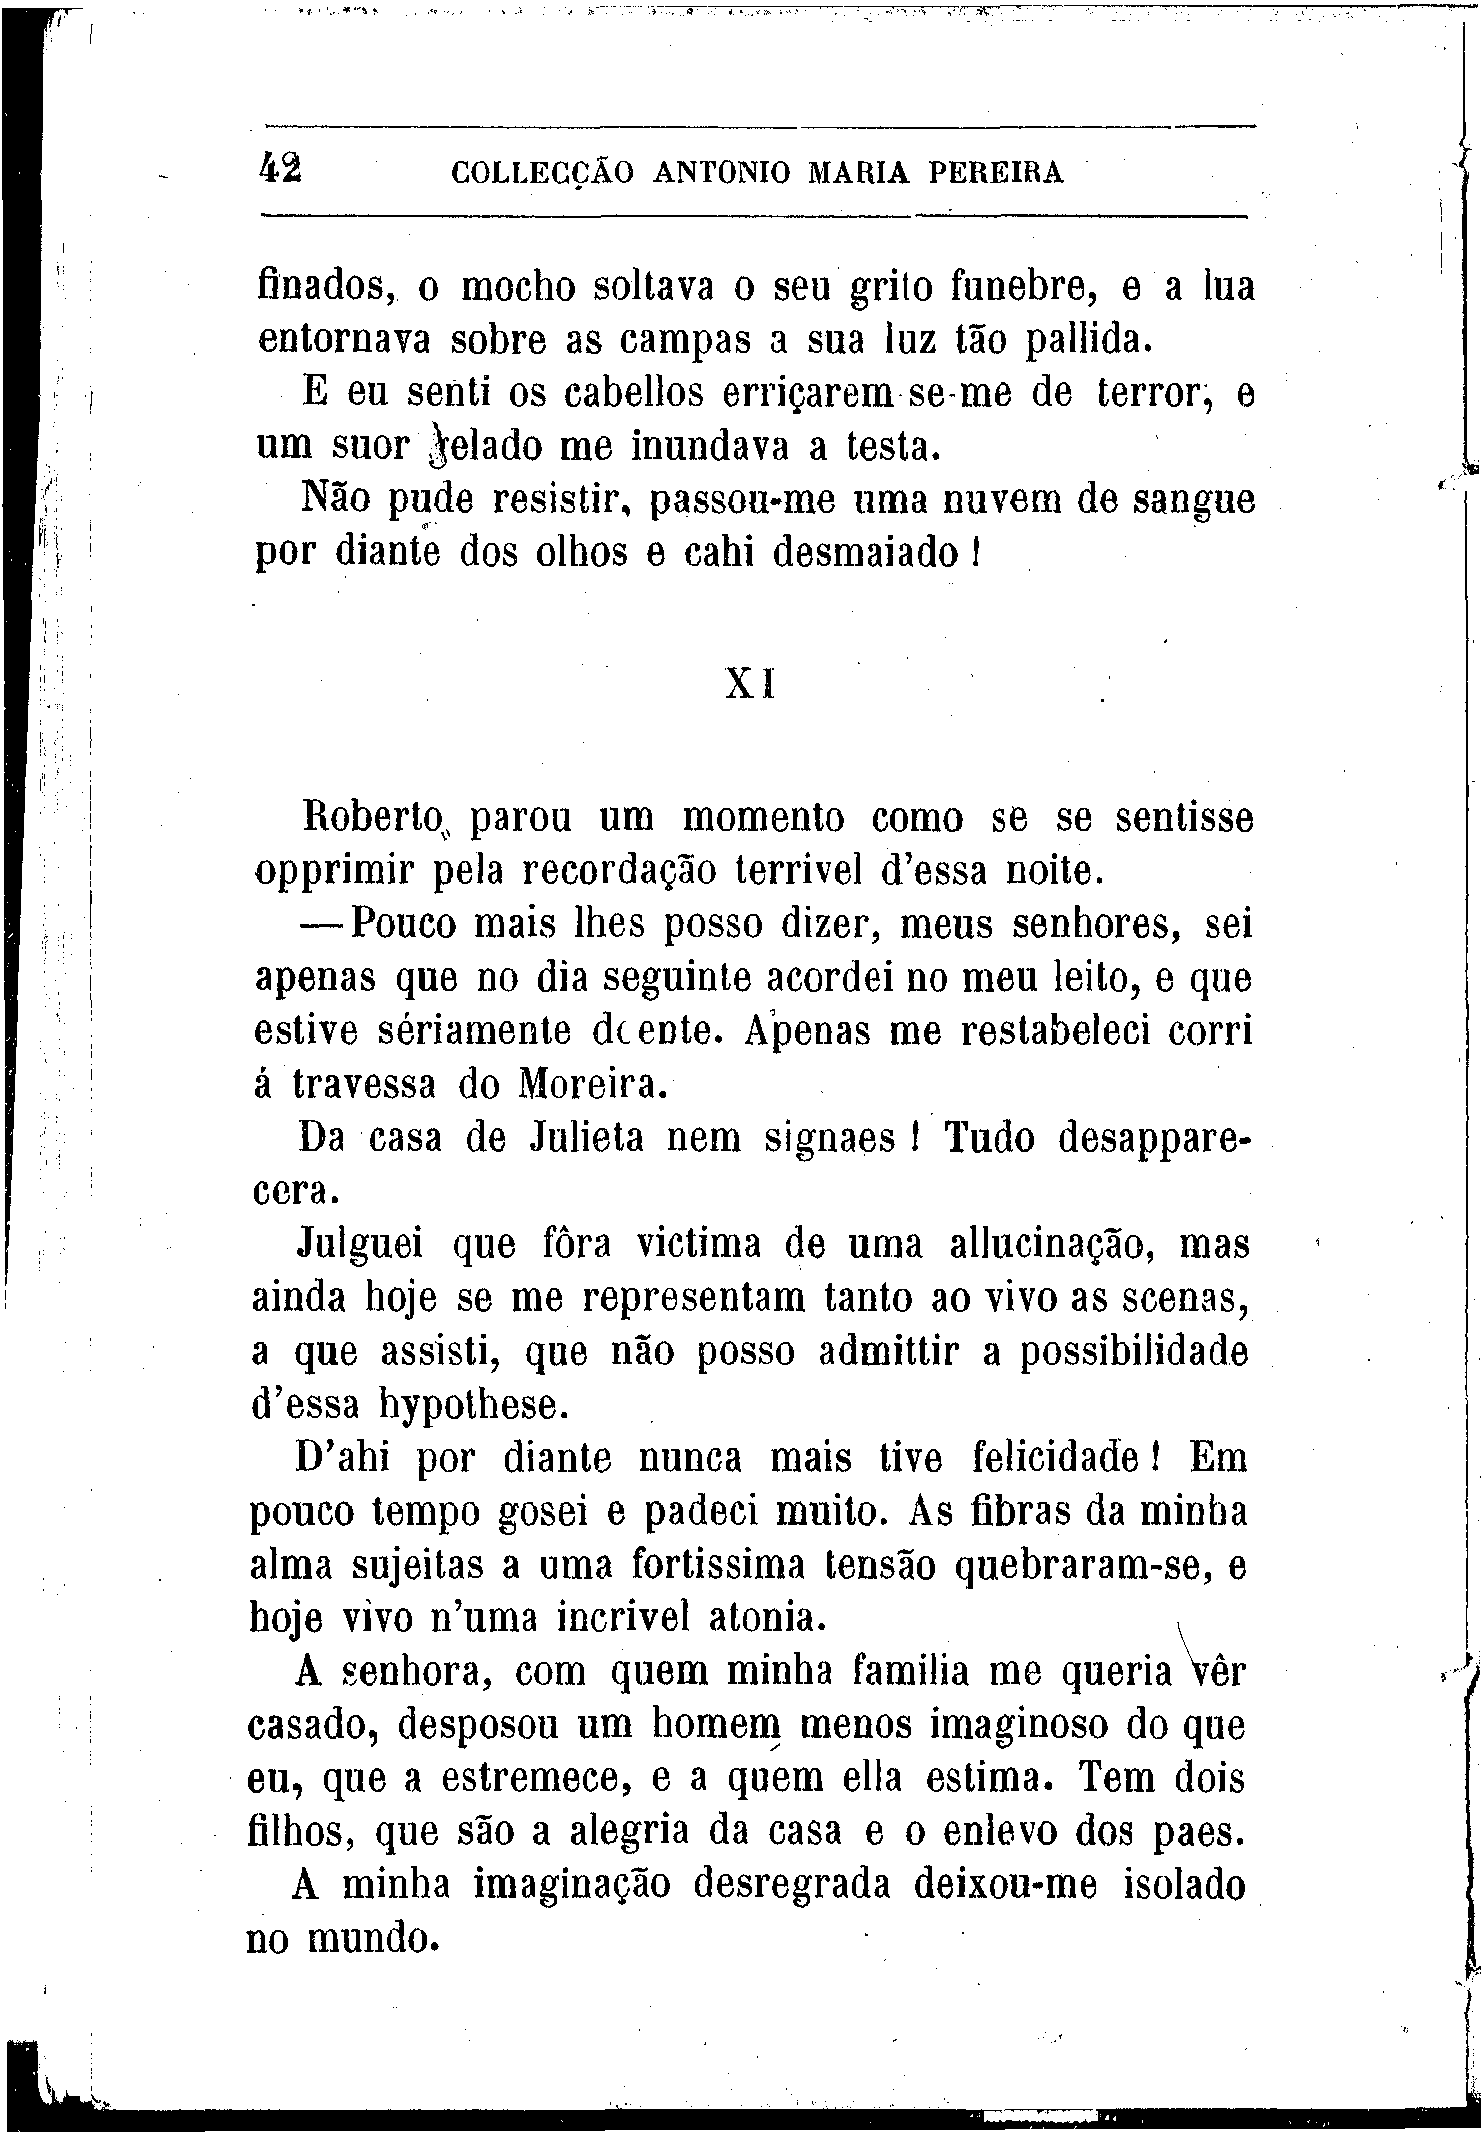 42 COLLECÇÃO ANTONIO MARIA PEREIRA
finados, o mocho soltava o seu grito funebre, e a lua
entornava sobre as campas a sua luz tão pallida.
E eu senti os cabellos erriçarem-se-me de terror, e
um suor gelado me inundava a testa.
Não pude resistir, passou-me uma nuvem de sangue
por diante dos olhos e cahi desmaiado!
XI
Roberto parou um momento como se se sentisse
opprimir pela recordação terrivel d'essa noite.
—Pouco mais lhes posso dizer, meus senhores, sei
apenas que no dia seguinte acordei no meu leito, e que
estive sériamente doente. Apenas me restabeleci corri
á travessa do Moreira.
Da casa de Julieta nem signaes! Tudo desappare-
cera.
Julguei que fôra victima de uma allucinação, mas
ainda hoje se me representam tanto ao vivo as scenas,
a que assisti, que não posso admittir a possibilidade
d'essa hypothese.
D'ahi por diante nunca mais tive felicidade! Em
pouco tempo gosei e padeci muito. As fibras da minha
alma sujeitas a uma fortissima tensão quebraram-se, e
hoje vivo n'uma incrivel atonia.
A senhora, com quem minha familia me queria vêr
casado, desposou um homem menos imaginoso do que
eu, que a estremece, e a quem ella estima. Tem dois
filhos, que são a alegria da casa e o enlevo dos paes.
A minha imaginação desregrada deixou-me isolado
no mundo.